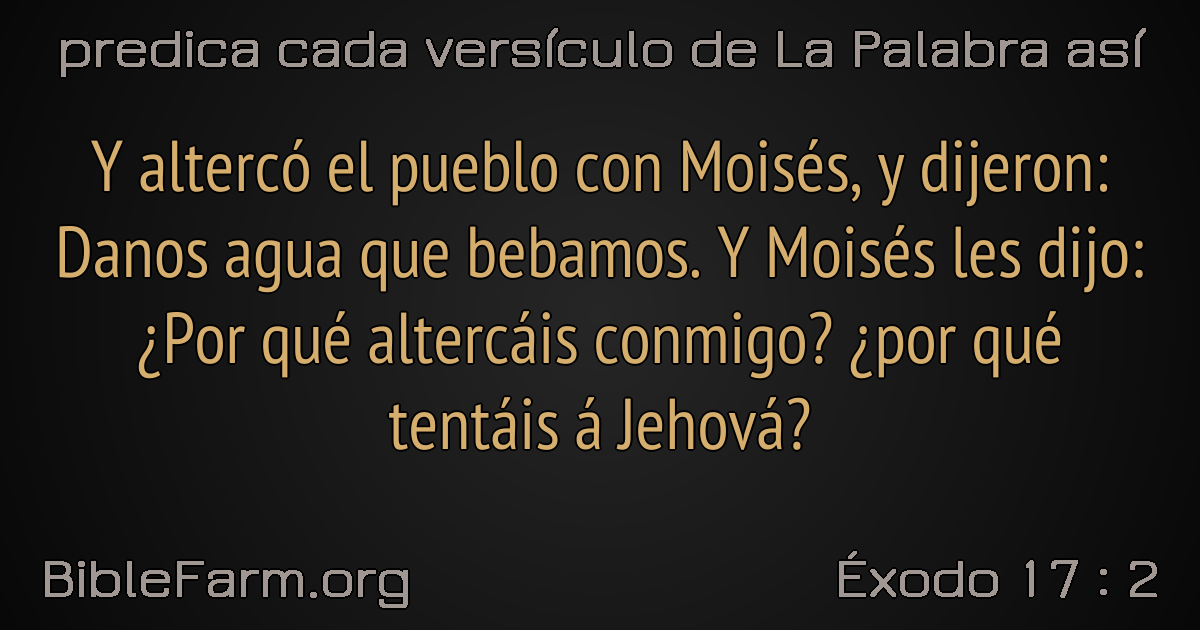 predica cada versículo de La Palabra así
Y altercó el pueblo con Moisés, y dijeron:
Danos agua que bebamos. Y Moisés les dijo:
¿Por qué altercáis conmigo? ¿por qué
tentáis á Jehová?
BibleFarm.org
Éxodo 17 : 2